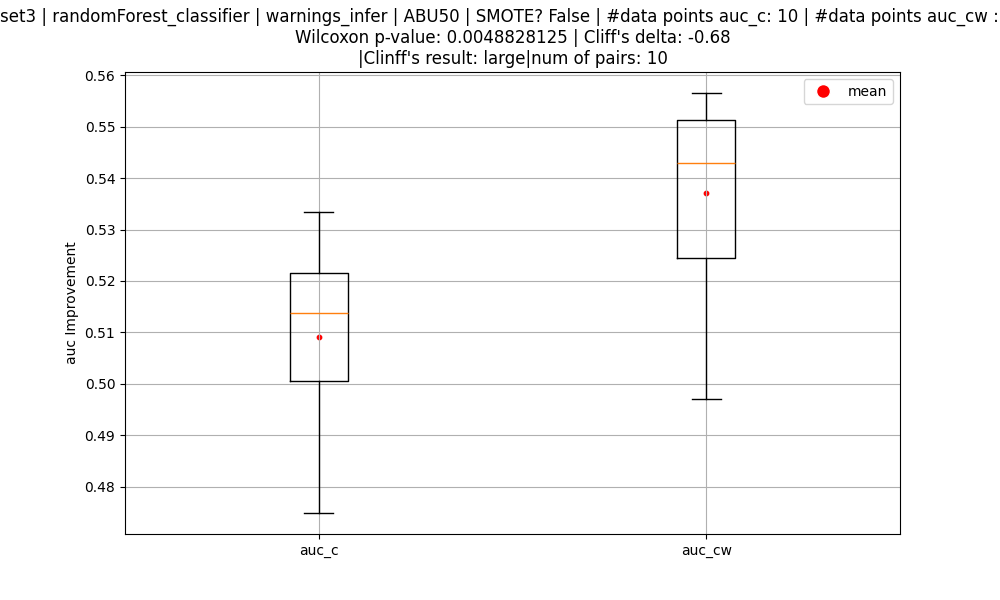 set3 | randomForest_classifier | warnings_infer | ABU50 | SMOTE? False | #data points auc_c: 10 | #data points auc_cw :
Wilcoxon p-value: 0.0048828125 | Cliff's delta: -0.68
|Clinff's result: large|num of pairs: 10
mean
auc Improvement
0.56
0.55
0.54
0.53
0.52
0.51
0.50
0.49
0.48
auc_c
auc_cw